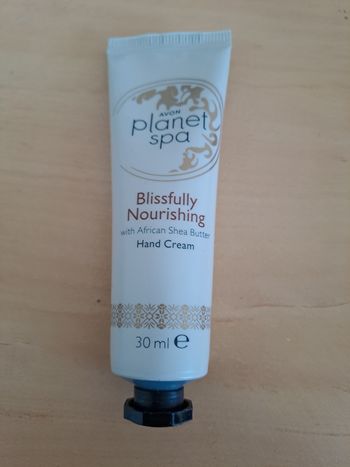 AVON
planet
spa
Blissfully
Nourishing
with African Shea Butter
Hand Cream
30 ml e